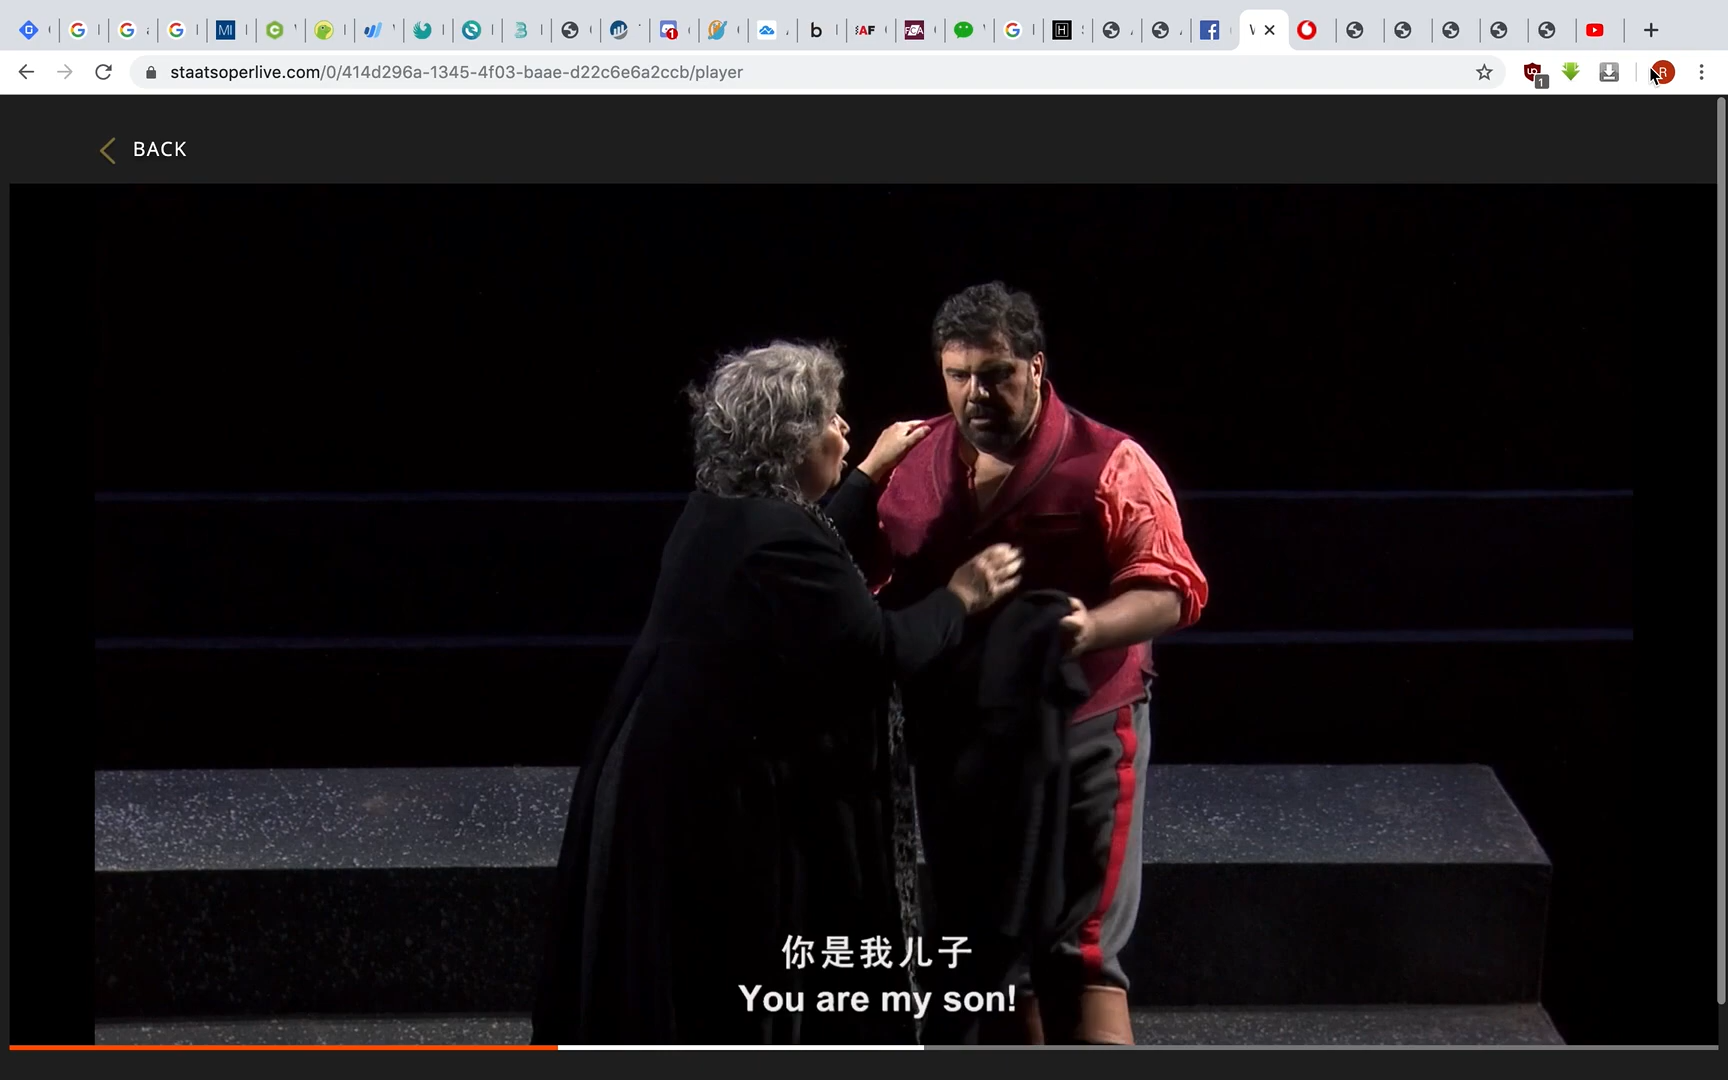 staatsoperlive.com/0/414d296a-1345-4f03-baae-d22c6e6a2ccb/player
1
R
BACK
你是我儿子
You are my son!